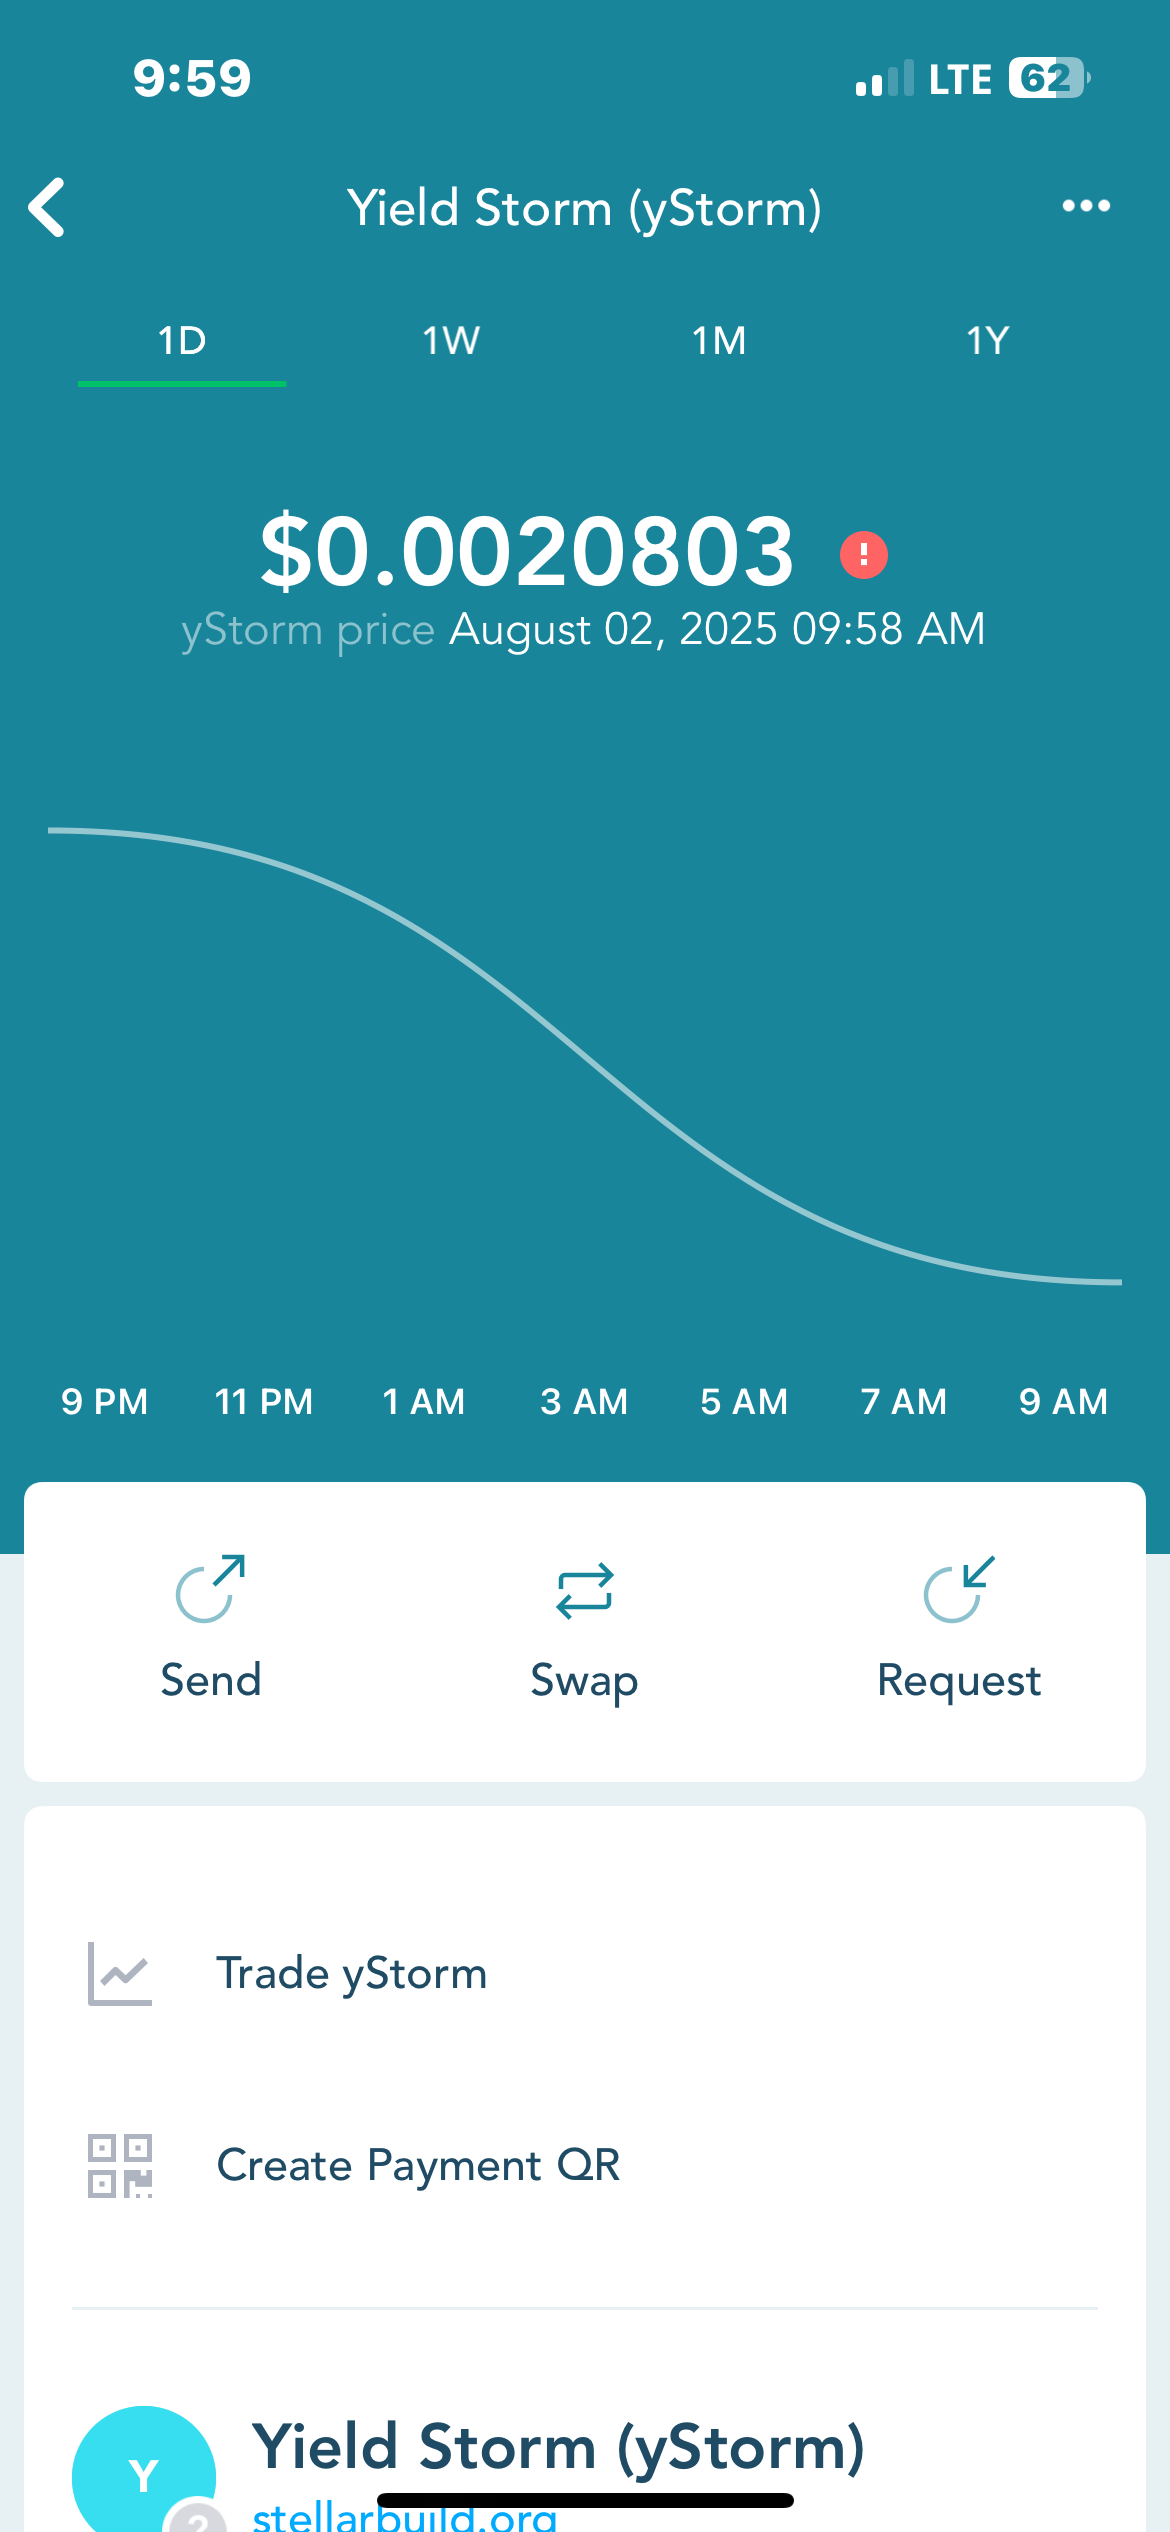 9:59
LTE 62
Yield Storm (yStorm)
1D 1W 1M 1Y
$0.0020803 !
yStorm price August 02, 2025 09:58 AM
9 PM 11 PM 1 AM 3 AM 5 AM 7 AM 9 AM
Send Swap Request
Trade yStorm
Create Payment QR
Y
Yield Storm (yStorm)
?
stellarbuild.org